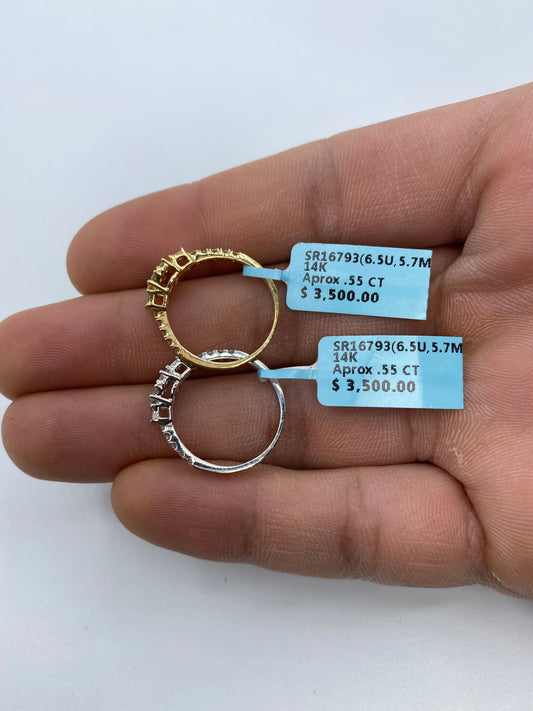 SR16793(6.5U,5.7M
14K
Aprox .55 CT
$ 3,500.00
SR16793(6.5U,5.7M
14K
Aprox .55 CT
$ 3,500.00